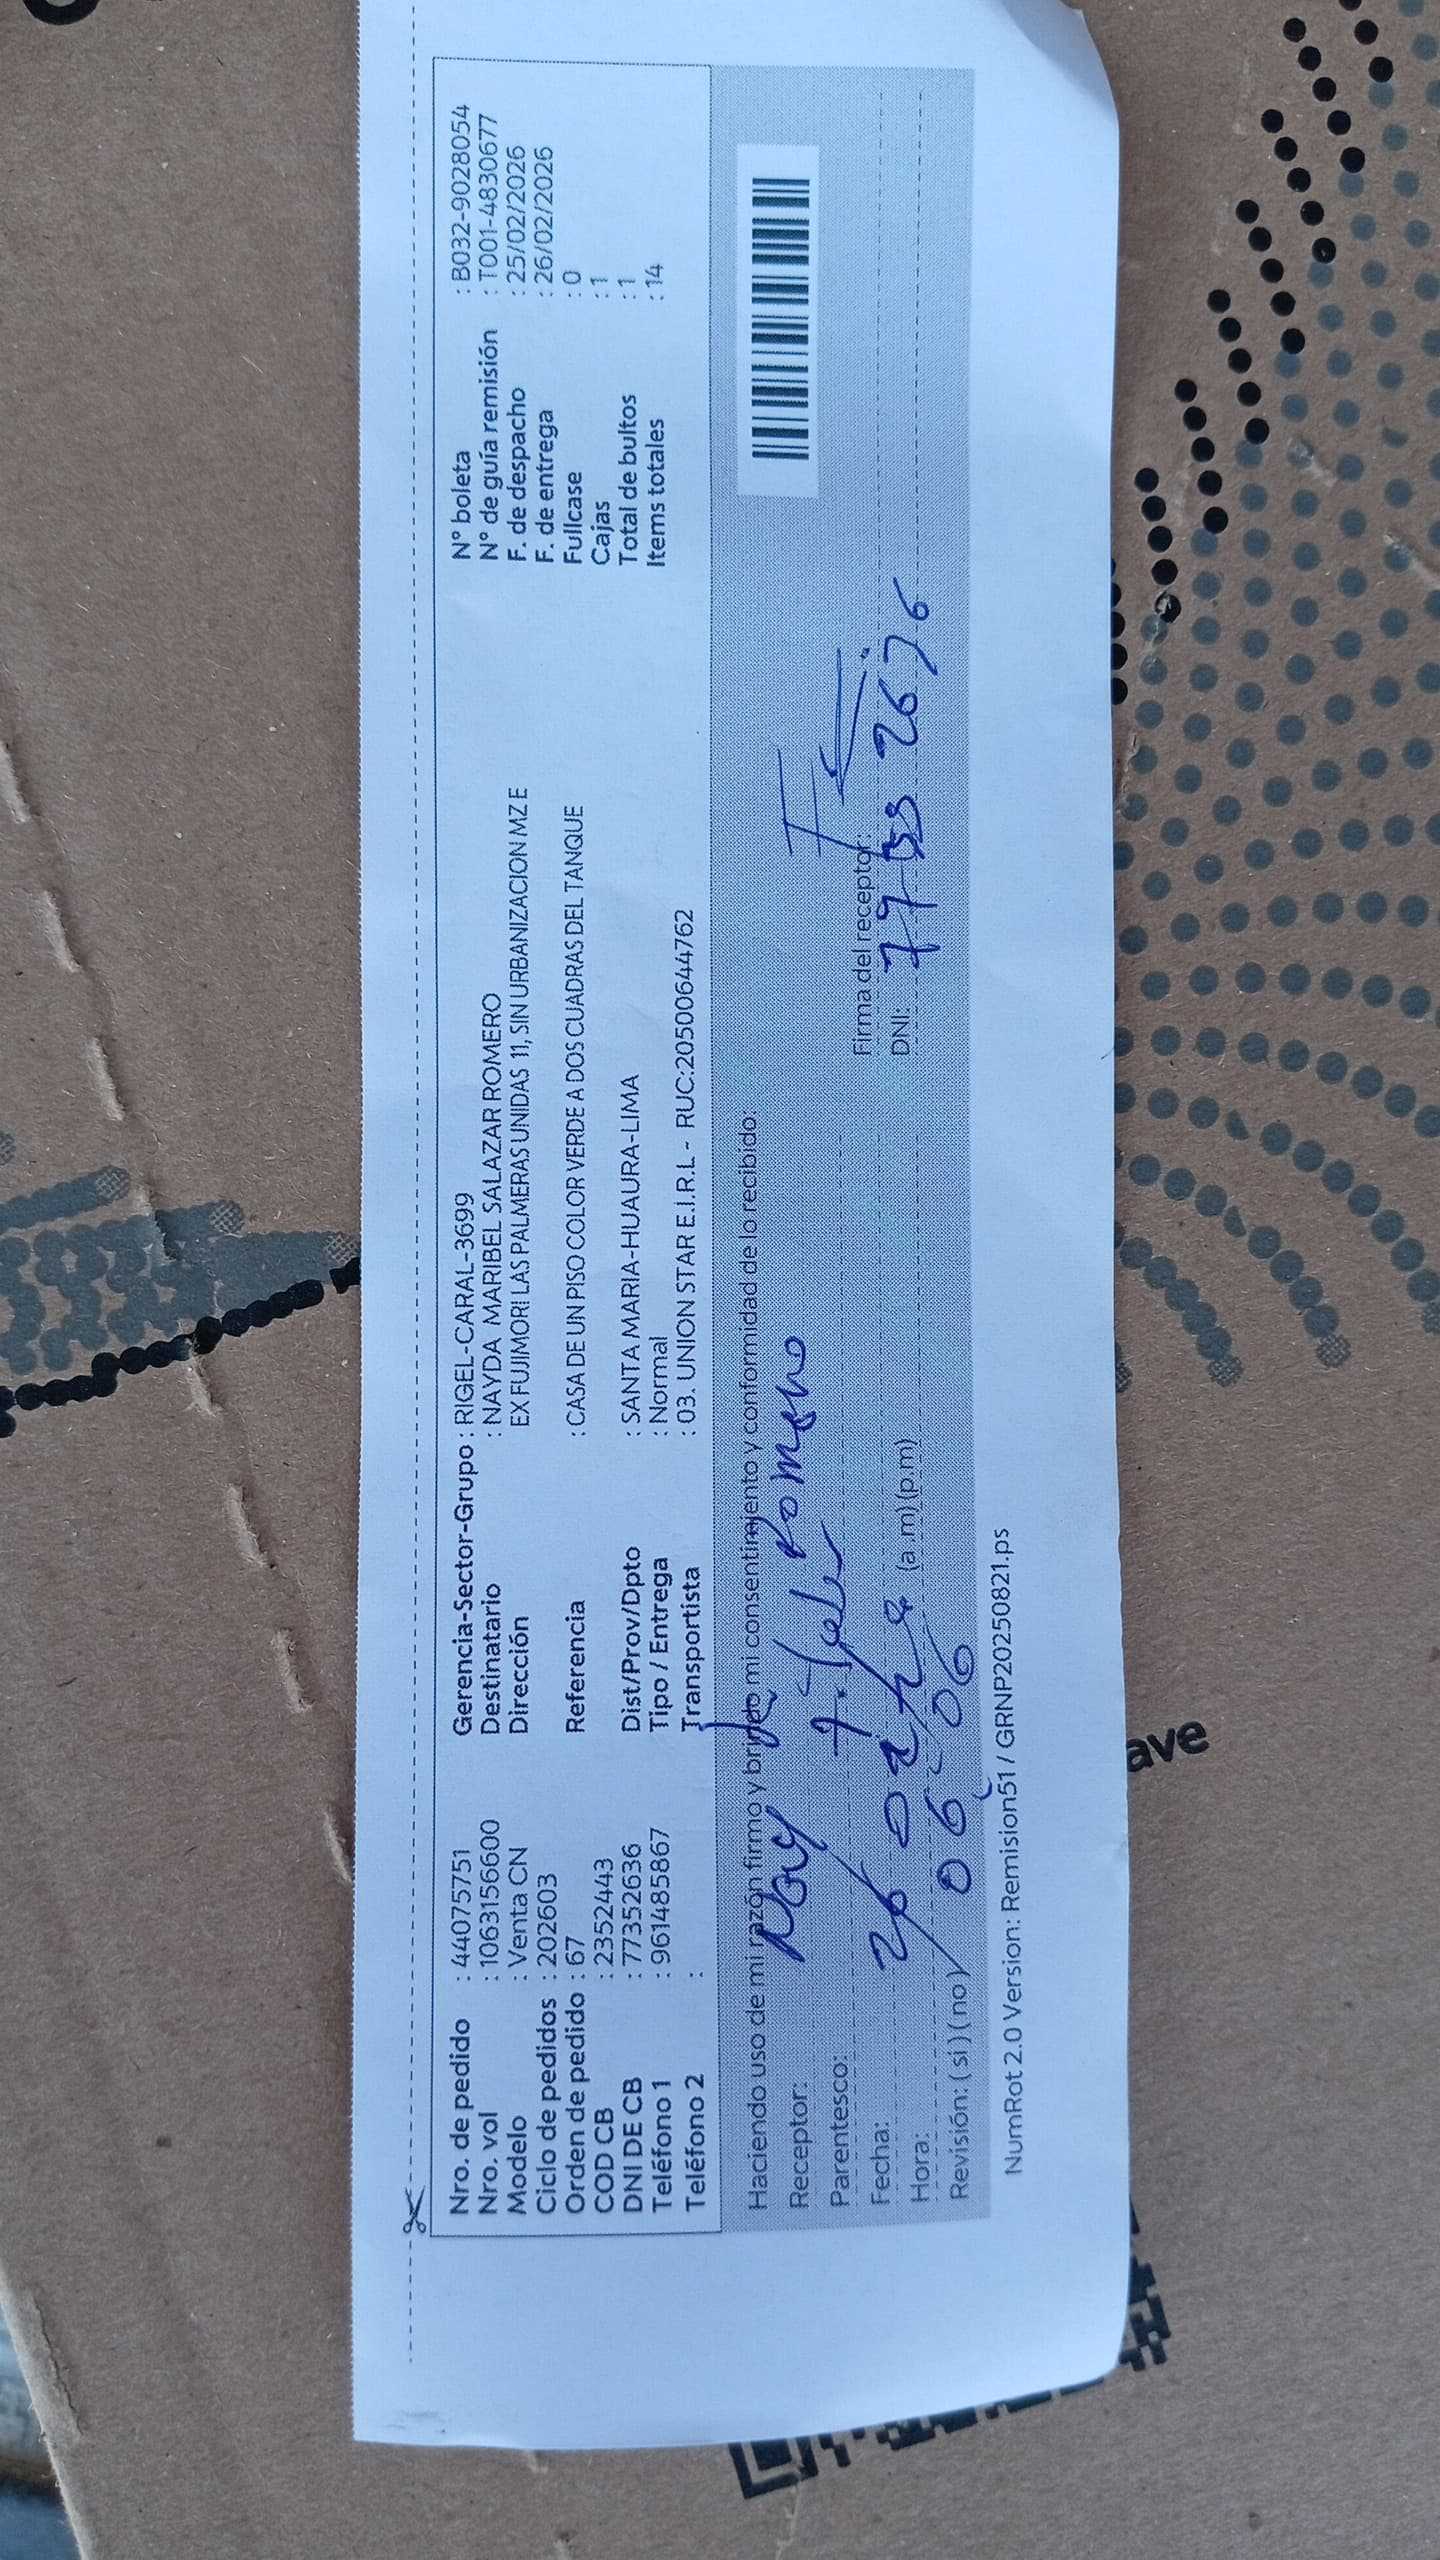 Nro. de pedido : 44075751
Nro. vol : 1063156600
Modelo : Venta CN
Ciclo de pedidos : 202603
Orden de pedido : 67
COD CB : 2352443
DNI DE CB : 77352636
Teléfono 1 : 961485867
Teléfono 2 :
Gerencia-Sector-Grupo : RIGEL-CARAL-3699
Destinatario : NAYDA MARIBEL SALAZAR ROMERO
Dirección EX FUJIMORI LAS PALMERAS UNIDAS 11, SIN URBANIZACION MZ E
Referencia : CASA DE UN PISO COLOR VERDE A DOS CUADRAS DEL TANQUE
Dist/Prov/Dpto : SANTA MARIA-HUAURA-LIMA
Tipo / Entrega : Normal
Transportista : 03. UNION STAR E.I.R.L - RUC:20500644762
N° boleta : B032-9028054
N° de guía remisión : T001-4830677
F. de despacho : 25/02/2026
F. de entrega : 26/02/2026
Fullcase : 0
Cajas : 1
Total de bultos : 1
Items totales : 14
Haciendo uso de mi razón firmo y brindo mi consentimiento y conformidad de lo recibido:
Receptor: Romero
Parentesco:
Fecha:
Hora: (a.m) (p.m)
Revisión: ( si ) ( no )
Firma del receptor:
DNI:
NumRot 2.0 Version: Remision51 / GRNP20250821.ps
ave